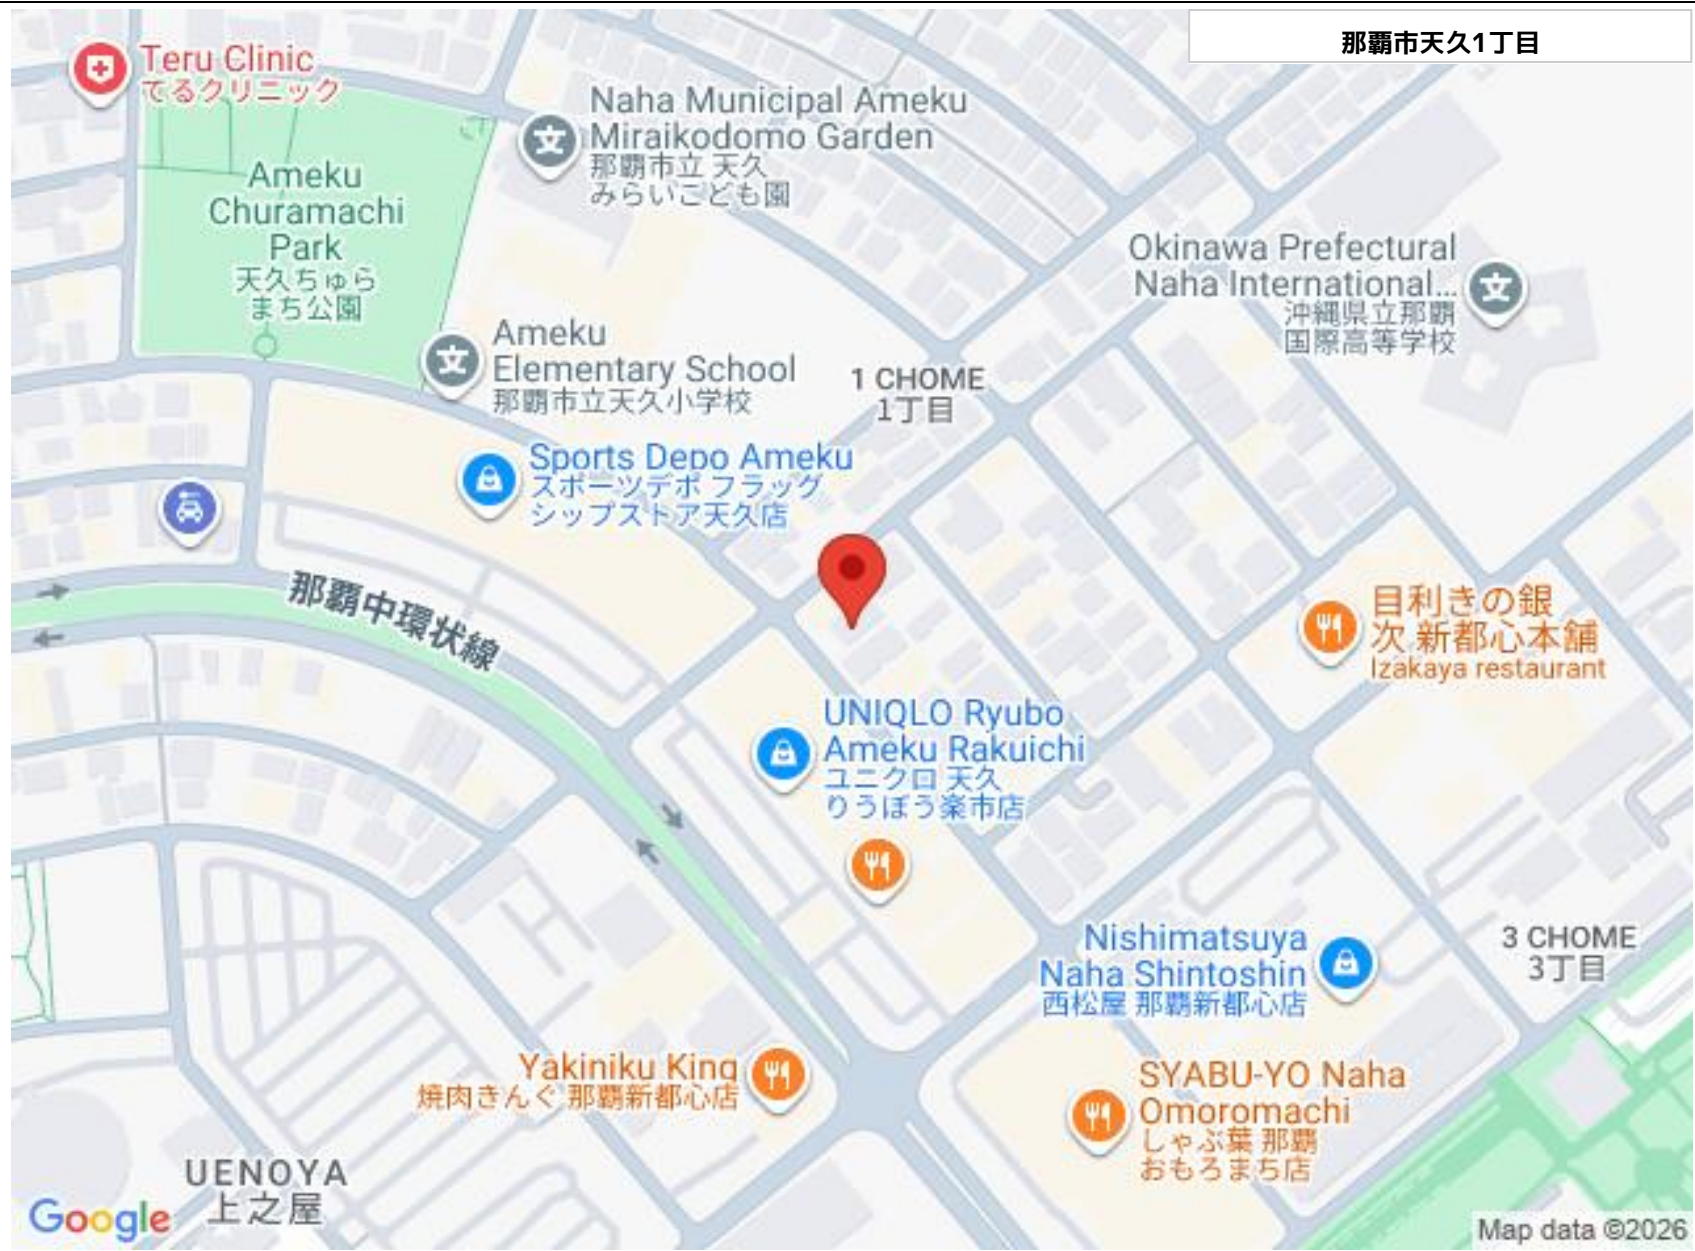 那覇市天久1丁目
Teru Clinic
てるクリニック
Naha Municipal Ameku
Miraikodomo Garden
那覇市立 天久
みらいこども園
Ameku
Churamachi
Park
天久ちゅら
まち公園
Okinawa Prefectural
Naha International...
沖縄県立那覇
国際高等学校
Ameku
Elementary School
那覇市立天久小学校
1 CHOME
1丁目
Sports Depo Ameku
スポーツデポ フラッグ
シップストア天久店
那覇中環状線
目利きの銀
次 新都心本舗
Izakaya restaurant
UNIQLO Ryubo
Ameku Rakuichi
ユニクロ 天久
りうぼう楽市店
Nishimatsuya
Naha Shintoshin
西松屋 那覇新都心店
3 CHOME
3丁目
Yakiniku King
焼肉きんぐ 那覇新都心店
SYABU-YO Naha
Omoromachi
しゃぶ葉 那覇
おもろまち店
UENOYA
上之屋
Google
Map data ©2026